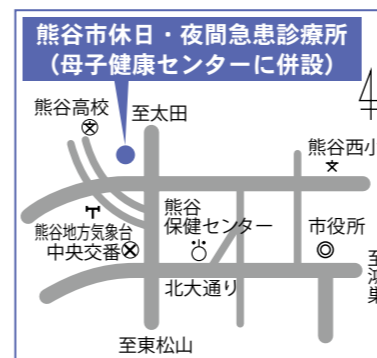 熊谷市休日・夜間急患診療所
（母子健康センターに併設）
熊谷高校
至太田
熊谷西小
熊谷地方気象台
中央交番
熊谷
保健センター
市役所
北大通り
至鴻巣
至東松山